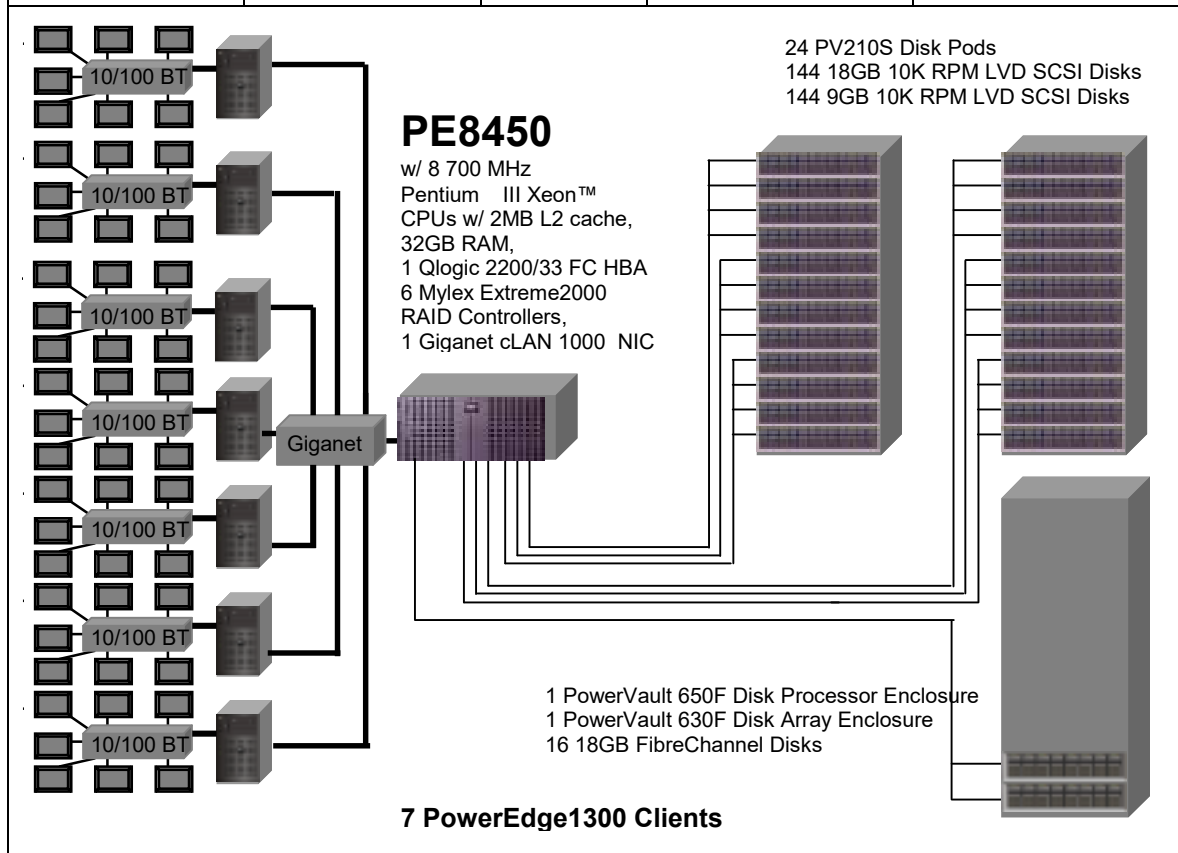 24 PV210S Disk Pods
144 18GB 10K RPM LVD SCSI Disks
144 9GB 10K RPM LVD SCSI Disks
PE8450
w/ 8 700 MHz
Pentium III Xeon™
CPUs w/ 2MB L2 cache,
32GB RAM,
1 Qlogic 2200/33 FC HBA
6 Mylex Extreme2000
RAID Controllers,
1 Giganet cLAN 1000 NIC
10/100 BT
10/100 BT
10/100 BT
10/100 BT
10/100 BT
10/100 BT
10/100 BT
Giganet
1 PowerVault 650F Disk Processor Enclosure
1 PowerVault 630F Disk Array Enclosure
16 18GB FibreChannel Disks
7 PowerEdge1300 Clients